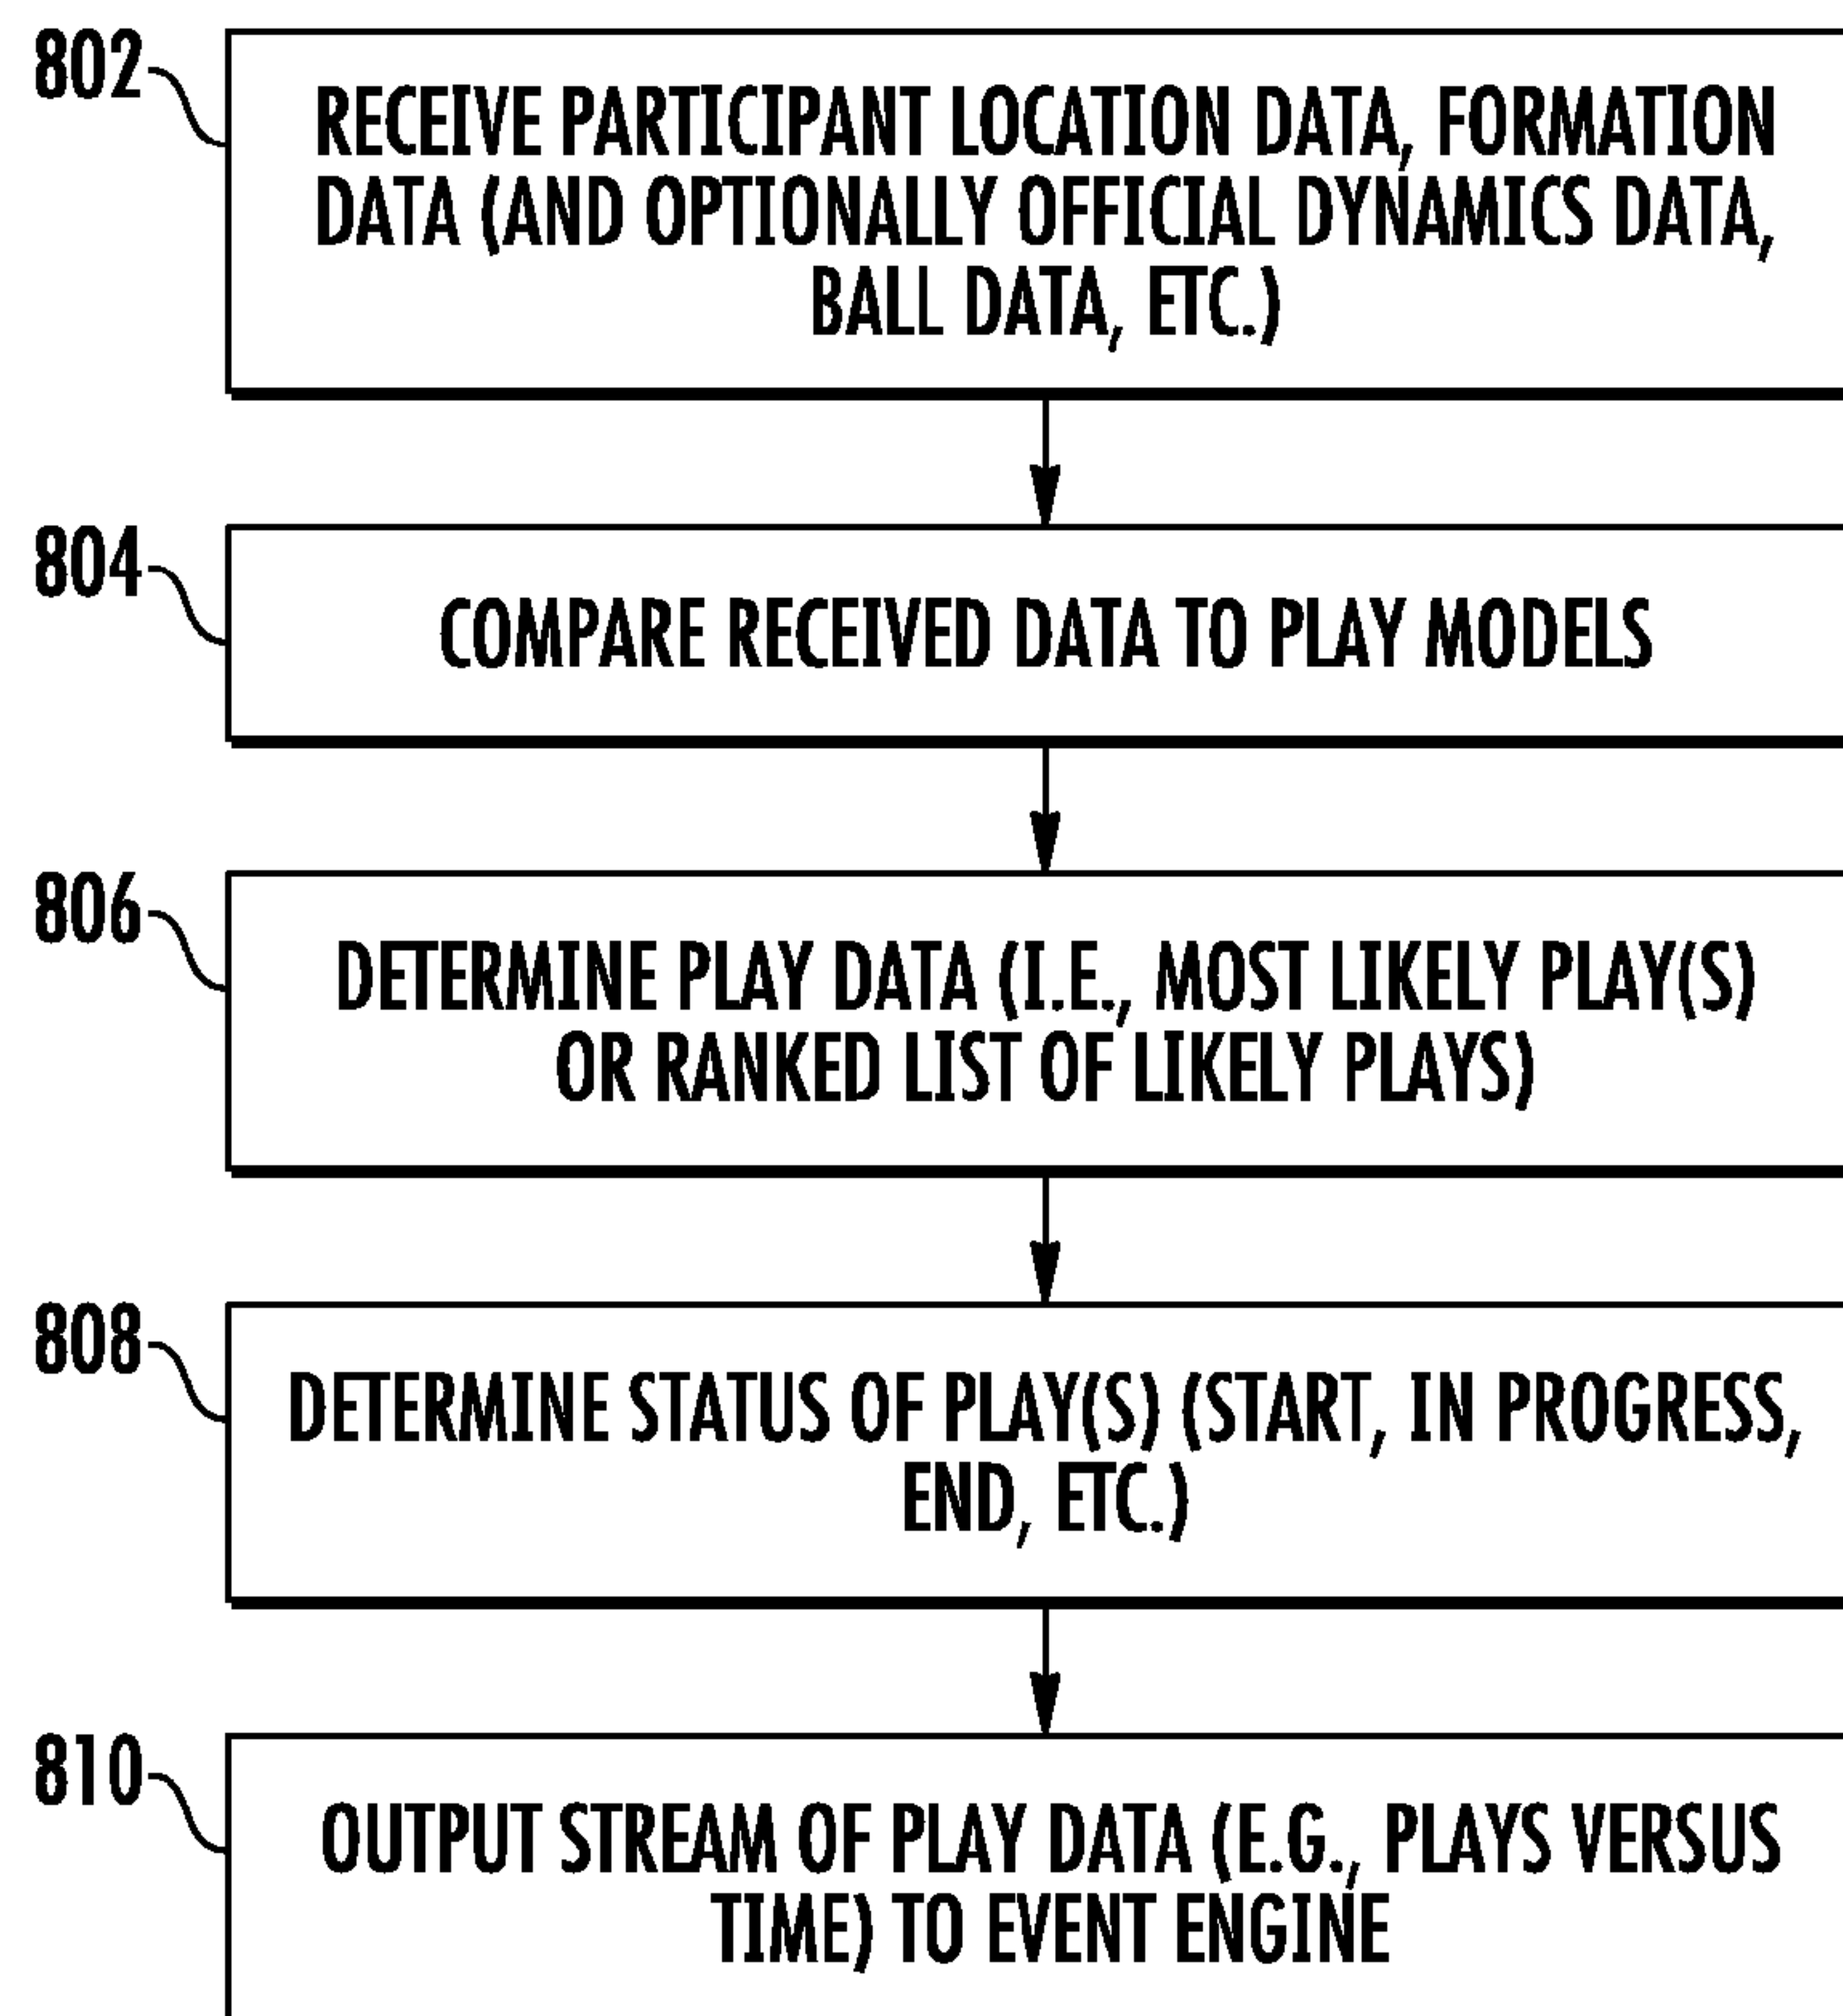 802
RECEIVE PARTICIPANT LOCATION DATA, FORMATION
DATA (AND OPTIONALLY OFFICIAL DYNAMICS DATA,
BALL DATA, ETC.)
804
COMPARE RECEIVED DATA TO PLAY MODELS
806
DETERMINE PLAY DATA (I.E., MOST LIKELY PLAY(S)
OR RANKED LIST OF LIKELY PLAYS)
808
DETERMINE STATUS OF PLAY(S) (START, IN PROGRESS,
END, ETC.)
810
OUTPUT STREAM OF PLAY DATA (E.G., PLAYS VERSUS
TIME) TO EVENT ENGINE